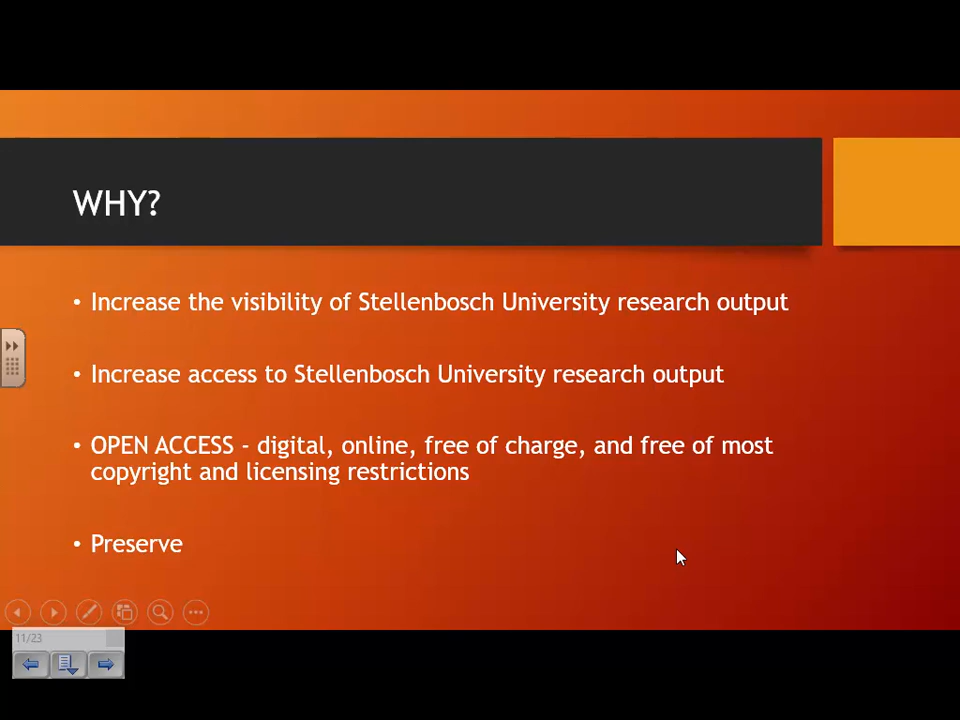 WHY?
• Increase the visibility of Stellenbosch University research output
• Increase access to Stellenbosch University research output
• OPEN ACCESS - digital, online, free of charge, and free of most
copyright and licensing restrictions
• Preserve
11/23